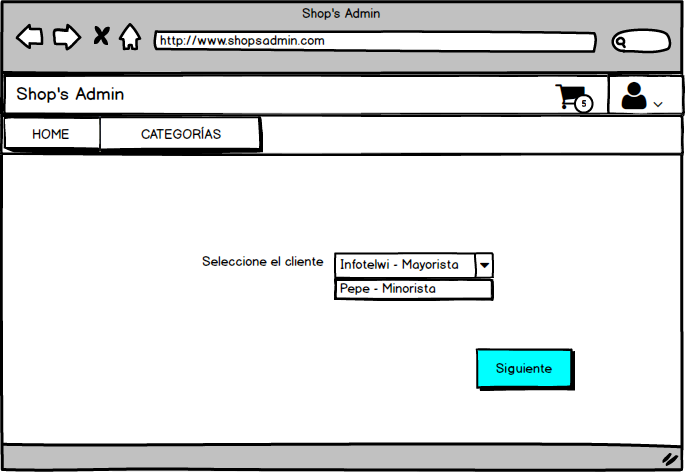 Shop's Admin
http://www.shopsadmin.com
Shop's Admin
5
HOME
CATEGORÍAS
Seleccione el cliente
Infotelwi - Mayorista
Pepe - Minorista
Siguiente